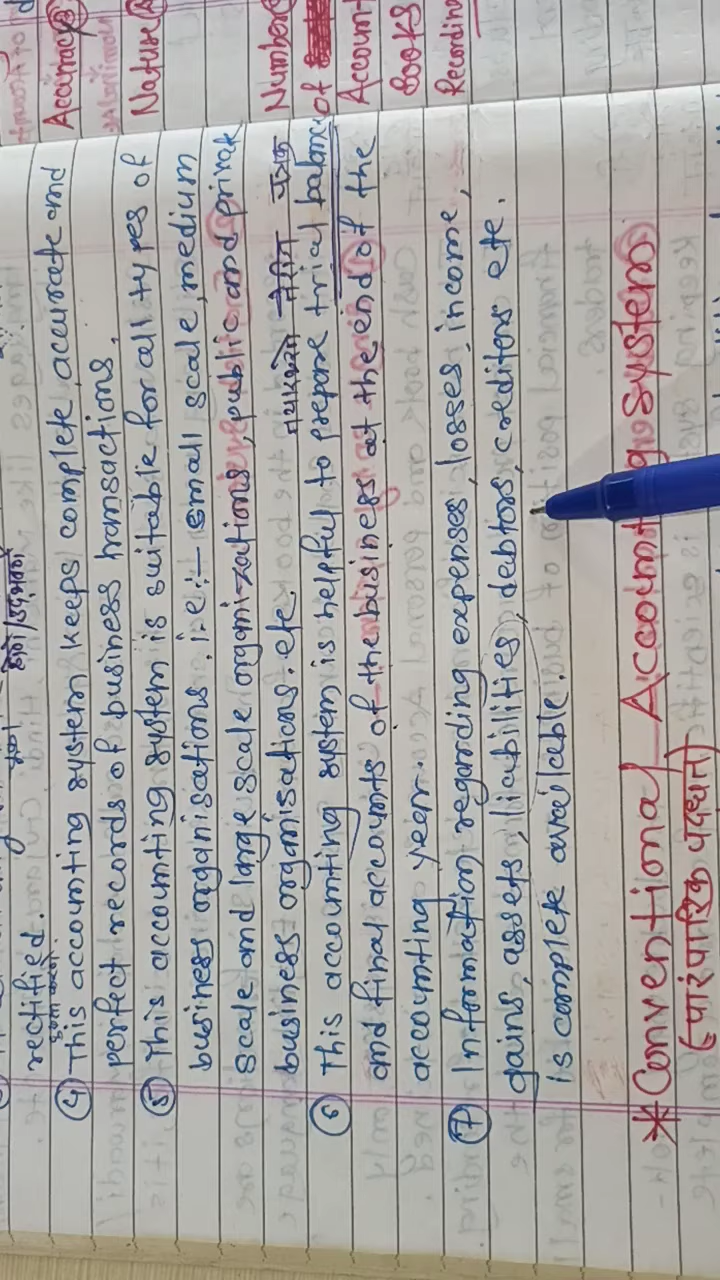 rectified.
④ This accounting system keeps complete, accurate and
perfect records of business transactions.
⑤ This accounting system is suitable for all types of
business organisations. i.e:- small scale, medium
scale and large scale organizations, public and private
business organisations. etc.
⑥ This accounting system is helpful to prepare trial balance
and final accounts of the business at the end of the
accounting year.
⑦ Information regarding expenses, losses, income,
gains, assets, liabilities, debtors, creditors etc.
is complete available.
* Conventional Accounting System
(पारंपारिक पद्धत)
Accuracy
Nature
Number
of
Account
Books
Recording